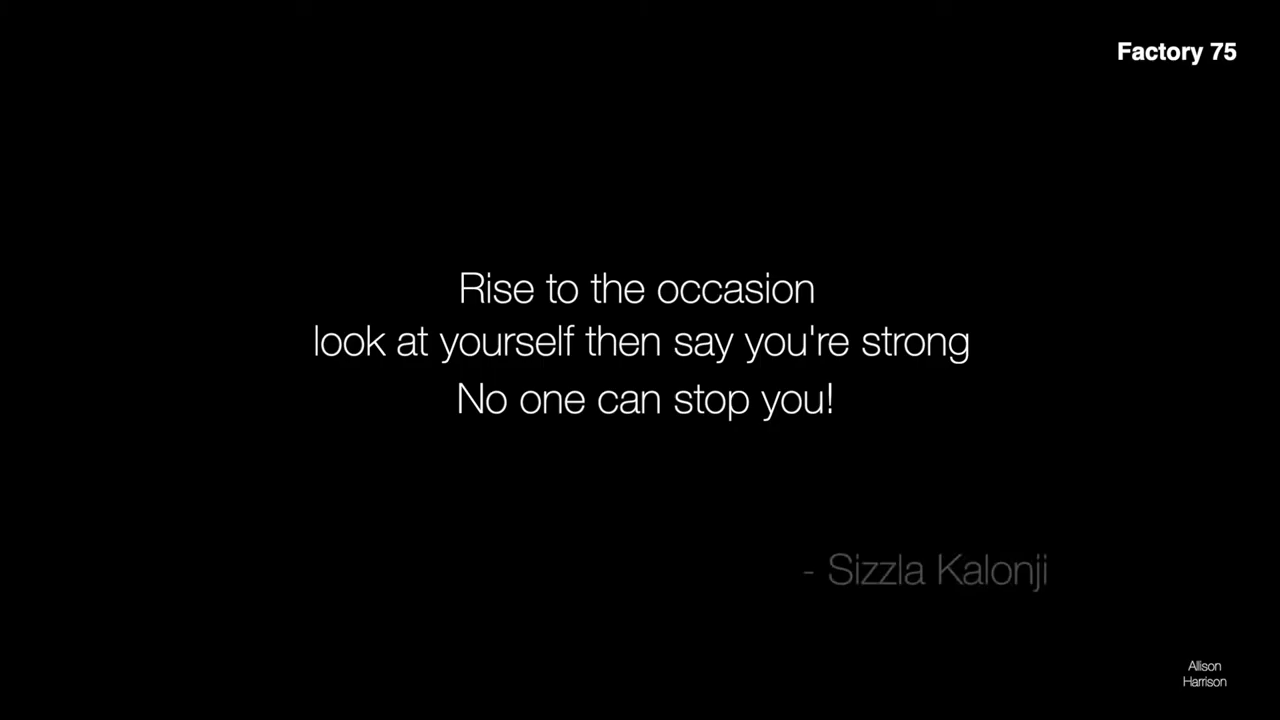 Factory 75
Rise to the occasion
look at yourself then say you're strong
No one can stop you!
- Sizzla Kalonji
Allison
Harrison